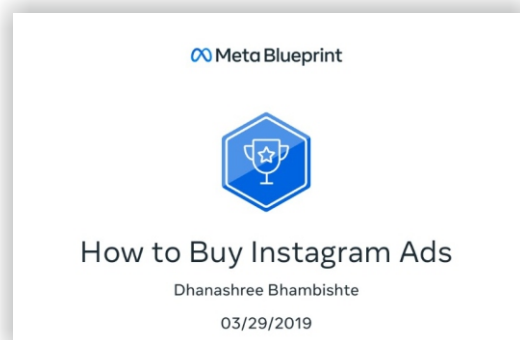 Meta Blueprint
How to Buy Instagram Ads
Dhanashree Bhambishte
03/29/2019